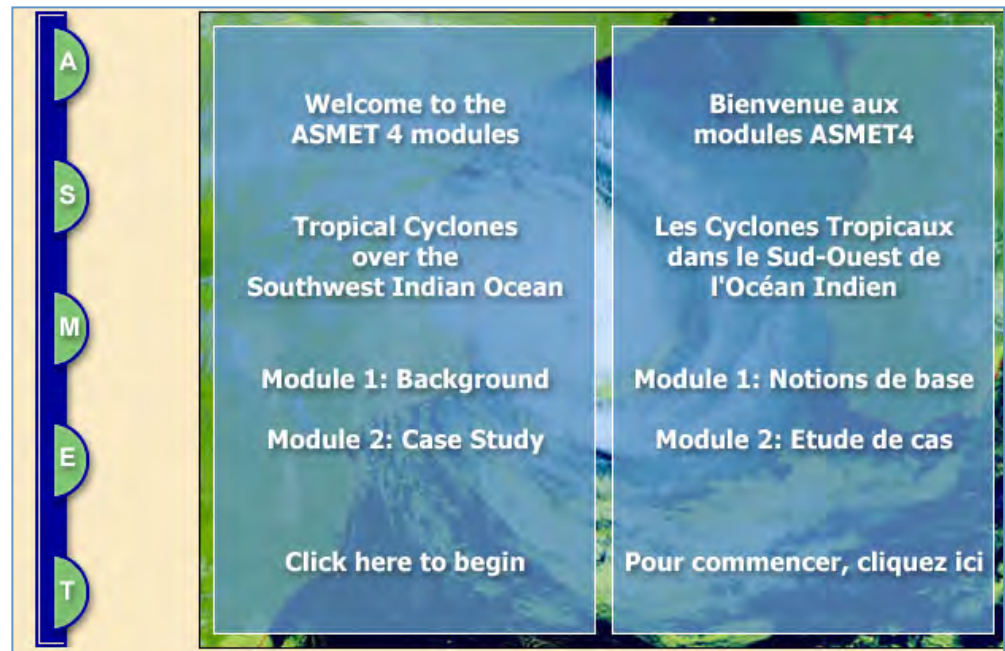 A
S
M
E
T
Welcome to the
ASMET 4 modules
Tropical Cyclones
over the
Southwest Indian Ocean
Module 1: Background
Module 2: Case Study
Click here to begin
Bienvenue aux
modules ASMET4
Les Cyclones Tropicaux
dans le Sud-Ouest de
l'Océan Indien
Module 1: Notions de base
Module 2: Etude de cas
Pour commencer, cliquez ici